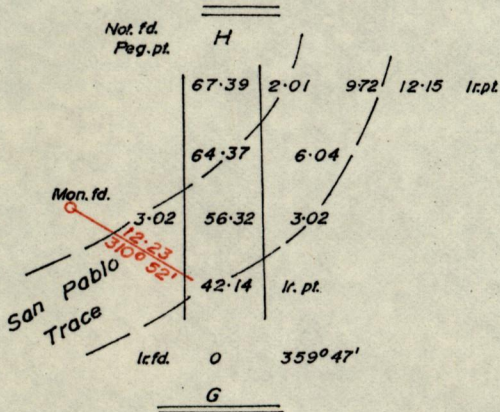 Not. fd. H
Peg. pt.
67·39 2·01 9·72 12·15 Ir.pt.
64·37 6·04
Mon. fd.
3·02 56·32 3·02
12·23
310° 52'
42·14 Ir. pt.
San Pablo
Trace
Ir.fd. 0 359° 47'
G